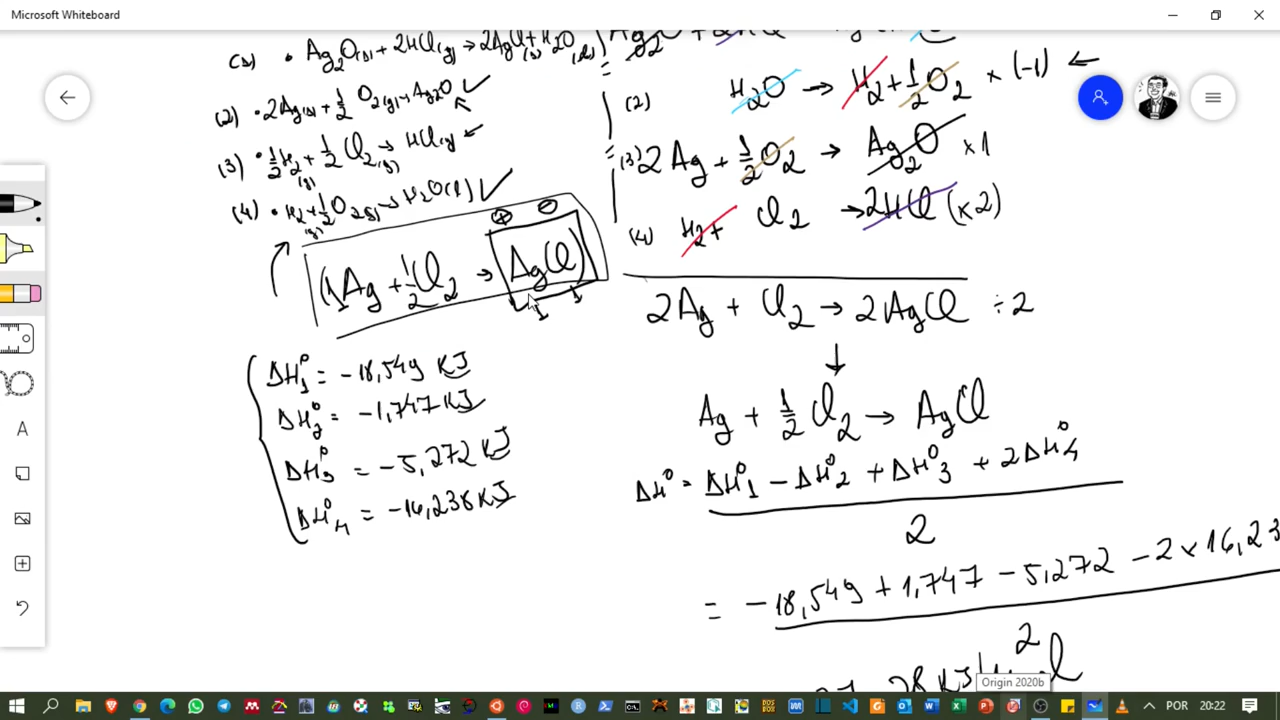 Microsoft Whiteboard
(1) • Ag2O(s) + 2HCl(g) → 2AgCl(s) + H2O(l)
(2) • 2Ag(s) + 1/2 O2(g) → Ag2O ✓
(3) • 1/2 H2(g) + 1/2 Cl2(g) → HCl(g)
(4) • H2(g) + 1/2 O2(g) → H2O(l) ✓
⊕ ⊖
Ag + 1/2 Cl2 → AgCl
ΔH°1 = -18,549 KJ
ΔH°2 = -1,747 KJ
ΔH°3 = -5,272 KJ
ΔH°4 = -16,238 KJ
(2) H2O → H2 + 1/2 O2 × (-1) ←
(3) 2Ag + 1/2 O2 → Ag2O ×1
(4) H2 + Cl2 → 2HCl (×2)
2Ag + Cl2 → 2AgCl ÷2
↓
Ag + 1/2 Cl2 → AgCl
ΔH° = ΔH°1 - ΔH°2 + ΔH°3 + 2ΔH°4
2
= -18,549 + 1,747 - 5,272 - 2 × 16,23
2
Origin 2020b
POR 20:22